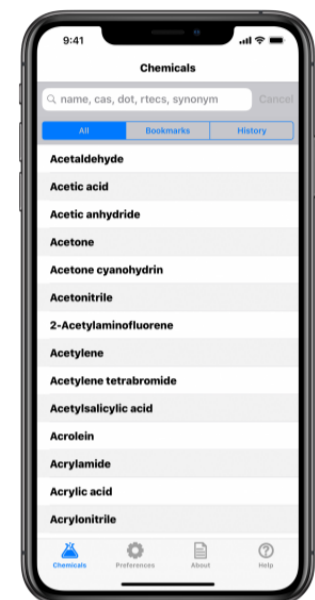 9:41
Chemicals
name, cas, dot, rtecs, synonym Cancel
All Bookmarks History
Acetaldehyde
Acetic acid
Acetic anhydride
Acetone
Acetone cyanohydrin
Acetonitrile
2-Acetylaminofluorene
Acetylene
Acetylene tetrabromide
Acetylsalicylic acid
Acrolein
Acrylamide
Acrylic acid
Acrylonitrile
Chemicals Preferences About Help